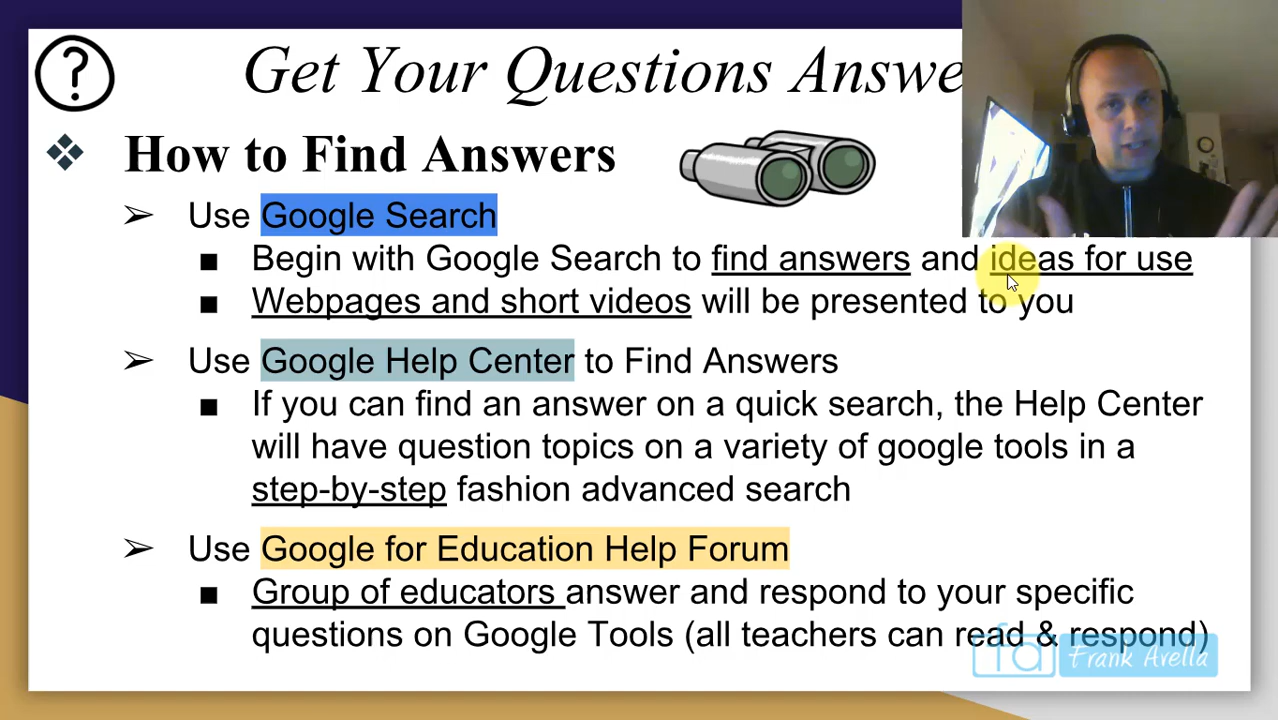 ?
Get Your Questions Answe
How to Find Answers
Use Google Search
Begin with Google Search to find answers and ideas for use
Webpages and short videos will be presented to you
Use Google Help Center to Find Answers
If you can find an answer on a quick search, the Help Center
will have question topics on a variety of google tools in a
step-by-step fashion advanced search
Use Google for Education Help Forum
Group of educators answer and respond to your specific
questions on Google Tools (all teachers can read & respond)
fa Frank Avella